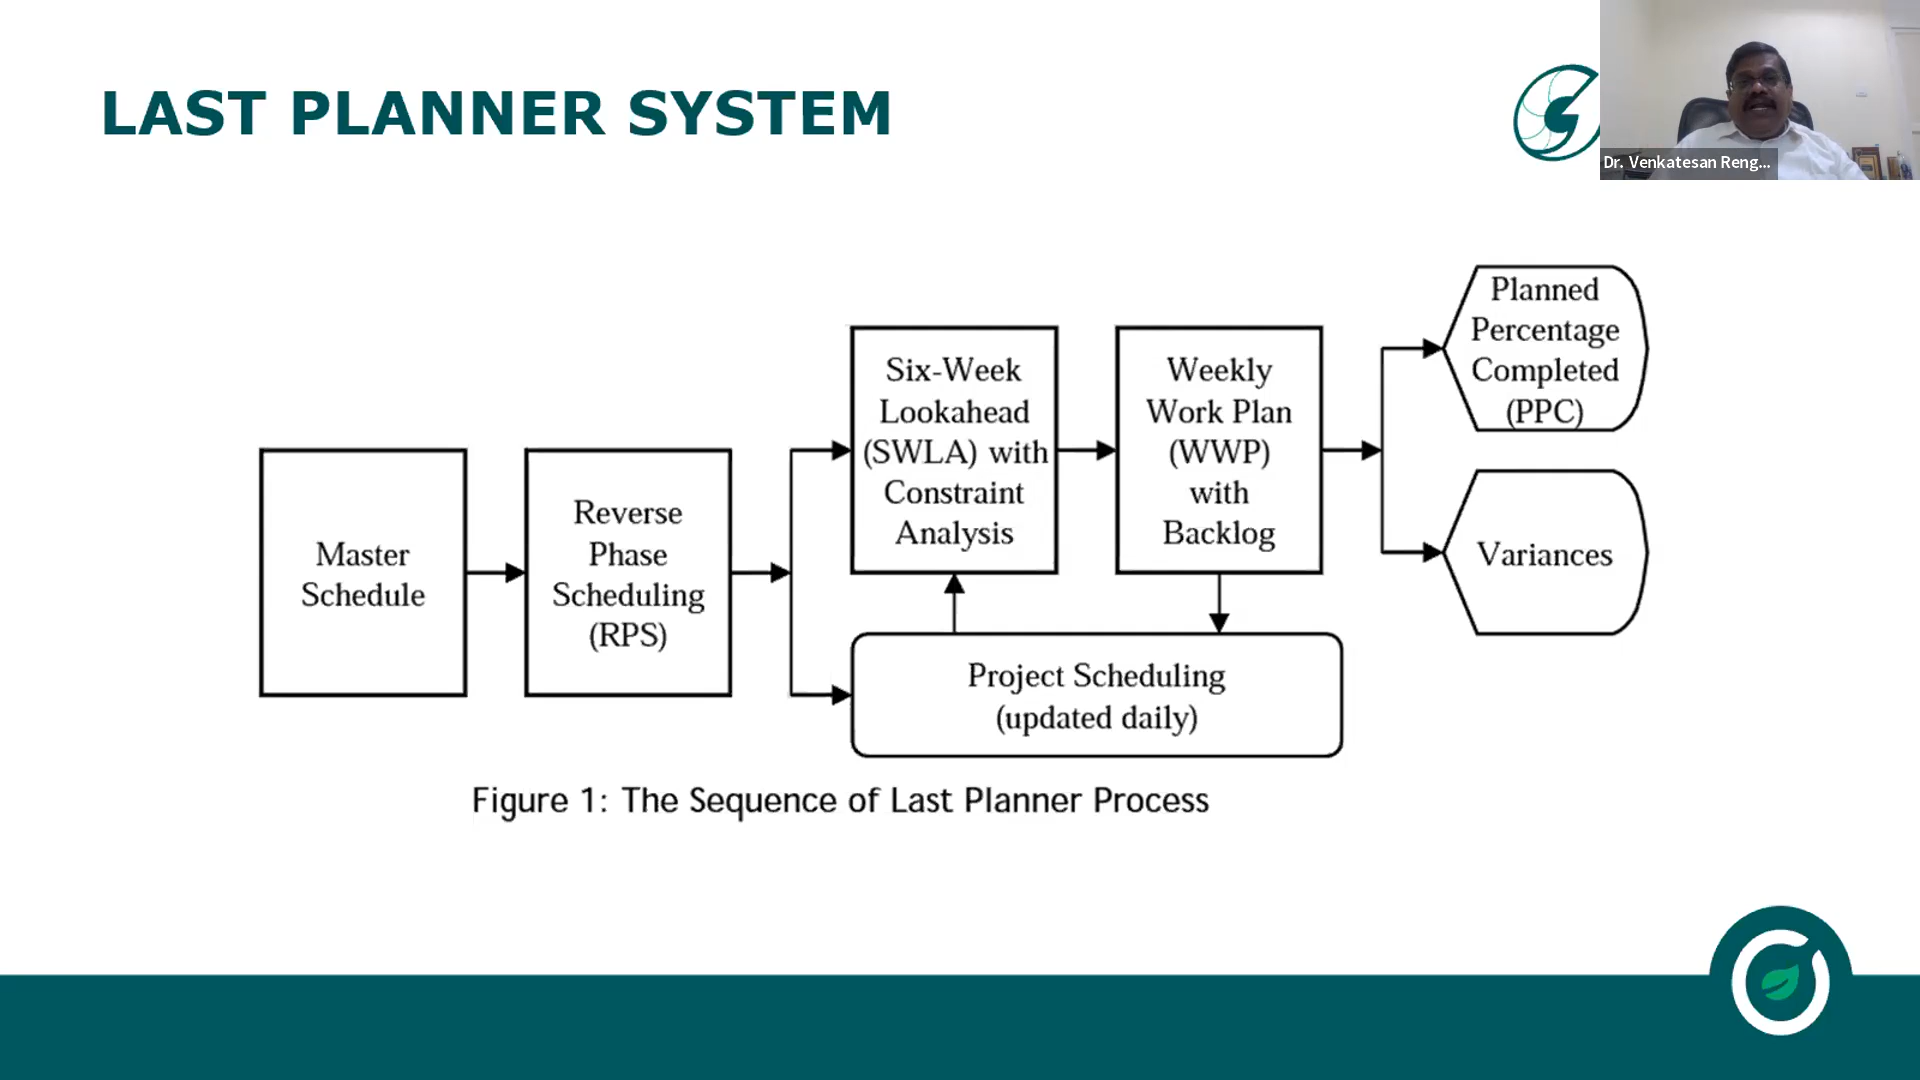 LAST PLANNER SYSTEM
Dr. Venkatesan Reng...
Master
Schedule
Reverse
Phase
Scheduling
(RPS)
Six-Week
Lookahead
(SWLA) with
Constraint
Analysis
Weekly
Work Plan
(WWP)
with
Backlog
Project Scheduling
(updated daily)
Planned
Percentage
Completed
(PPC)
Variances
Figure 1: The Sequence of Last Planner Process